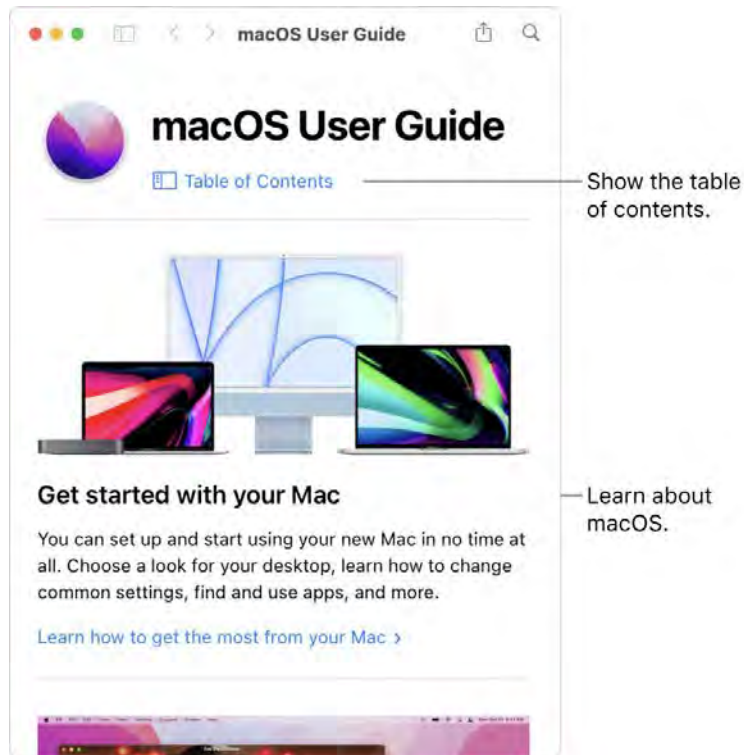 macOS User Guide
macOS User Guide
Table of Contents
Show the table
of contents.
Get started with your Mac
Learn about
macOS.
You can set up and start using your new Mac in no time at
all. Choose a look for your desktop, learn how to change
common settings, find and use apps, and more.
Learn how to get the most from your Mac >